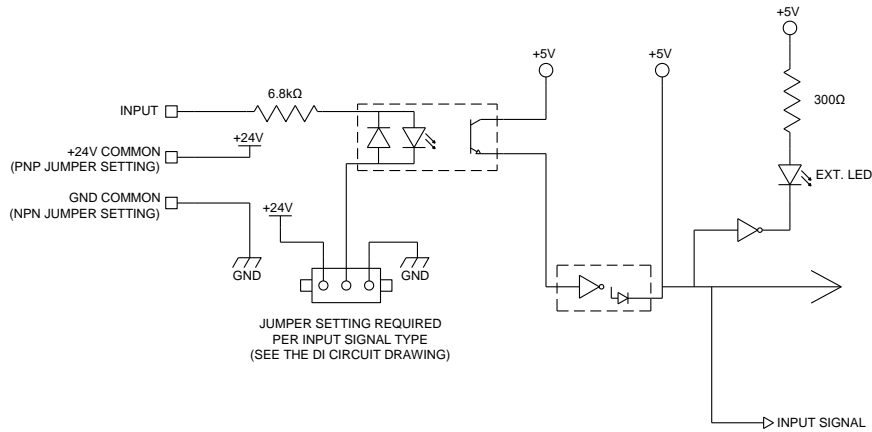 +5V
+5V
+5V
6.8kΩ
300Ω
INPUT
+24V
+24V COMMON
(PNP JUMPER SETTING)
EXT. LED
GND COMMON
(NPN JUMPER SETTING)
+24V
GND
GND
JUMPER SETTING REQUIRED
PER INPUT SIGNAL TYPE
(SEE THE DI CIRCUIT DRAWING)
INPUT SIGNAL